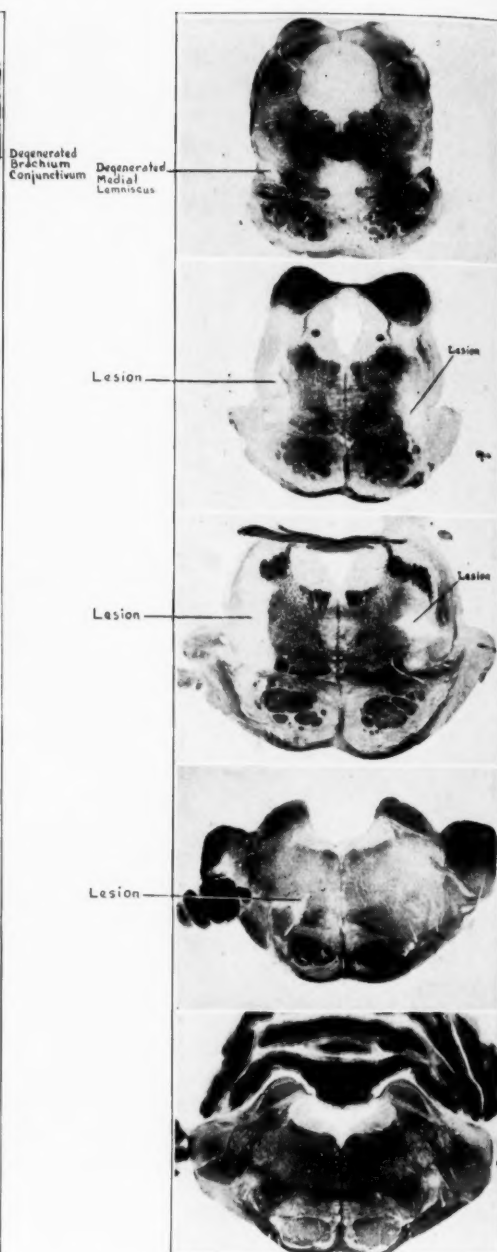 Degenerated
Brachium
Conjunctivum
Degenerated
Medial
Lemniscus
Lesion
Lesion
Lesion
Lesion
Lesion